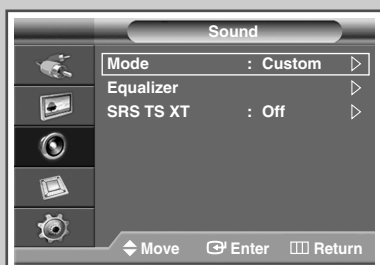 Sound
Mode : Custom
Equalizer
SRS TS XT : Off
Move Enter Return